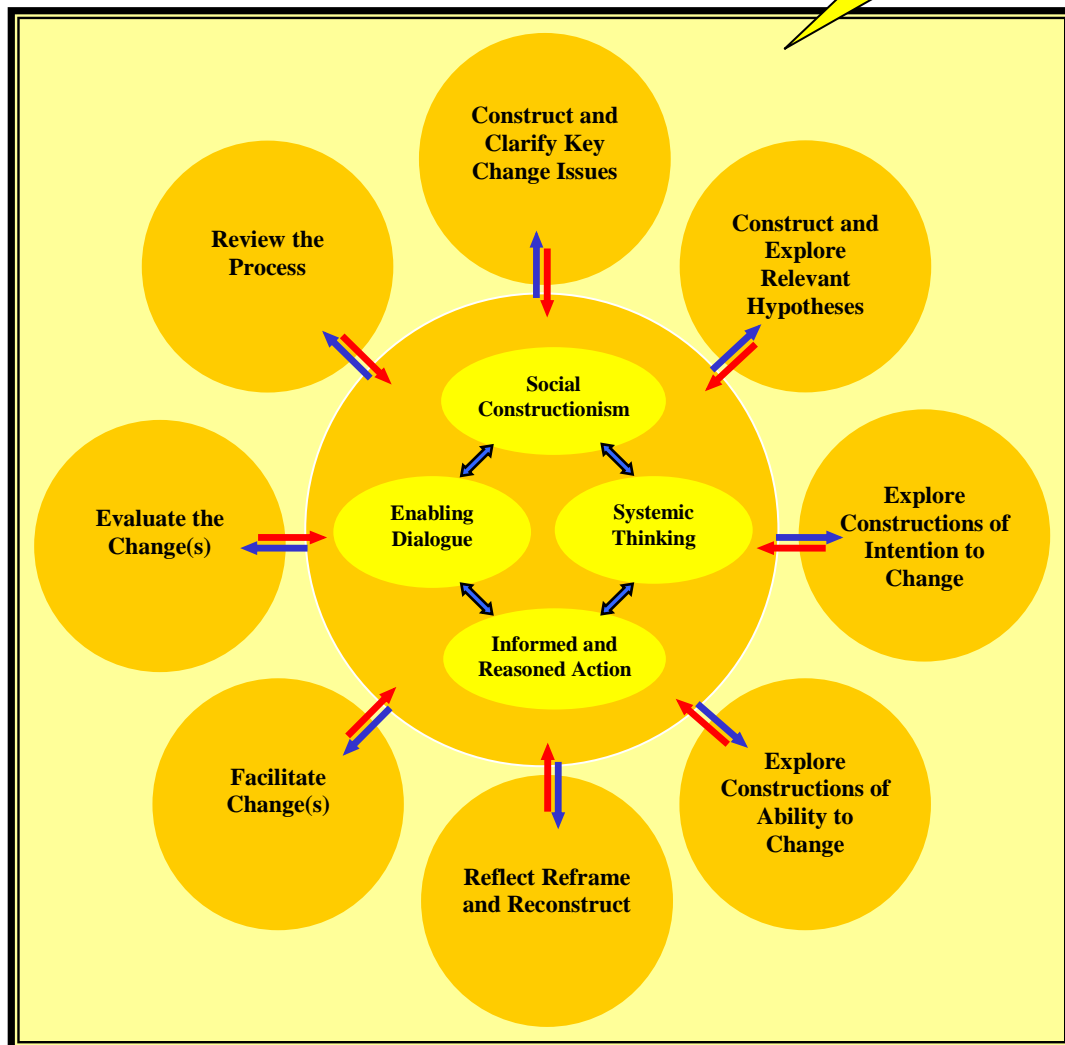 Construct and
Clarify Key
Change Issues
Construct and
Explore
Relevant
Hypotheses
Explore
Constructions of
Intention to
Change
Explore
Constructions of
Ability to
Change
Reflect Reframe
and Reconstruct
Facilitate
Change(s)
Evaluate the
Change(s)
Review the
Process
Social
Constructionism
Systemic
Thinking
Informed and
Reasoned Action
Enabling
Dialogue